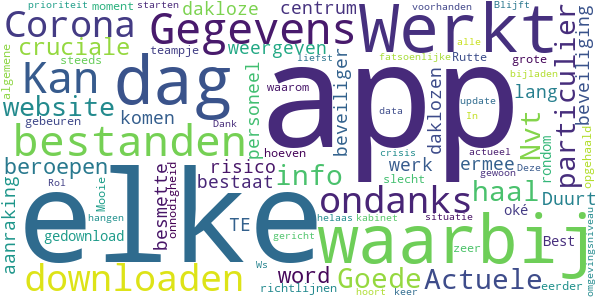 prioriteit moment starten
dakloze centrum voorhanden Blijft
Corona Gegevens Werkt
teampje liefst fatsoenlijke alle
cruciale weergeven steeds Rutte grote
algemene Kan dag app
personeel waarom beveiliger daklozen
bijladen particulier beveiliging
website komen data update In
gebeuren Dank lang Nvt
bestanden hoeven crisis actueel Deze
beroepen risico werk ermee gewoon rondom opgehaald
besmette onnodigheid bestaat info ondanks slecht haal
aanraking Rol Mooie elke waarbij
gedownload TE word helaas kabinet oké Duurt
hangen situatie zeer Best eerder
downloaden gericht Goede Actuele
Ws richtlijnen hoort keer omgevingsniveau